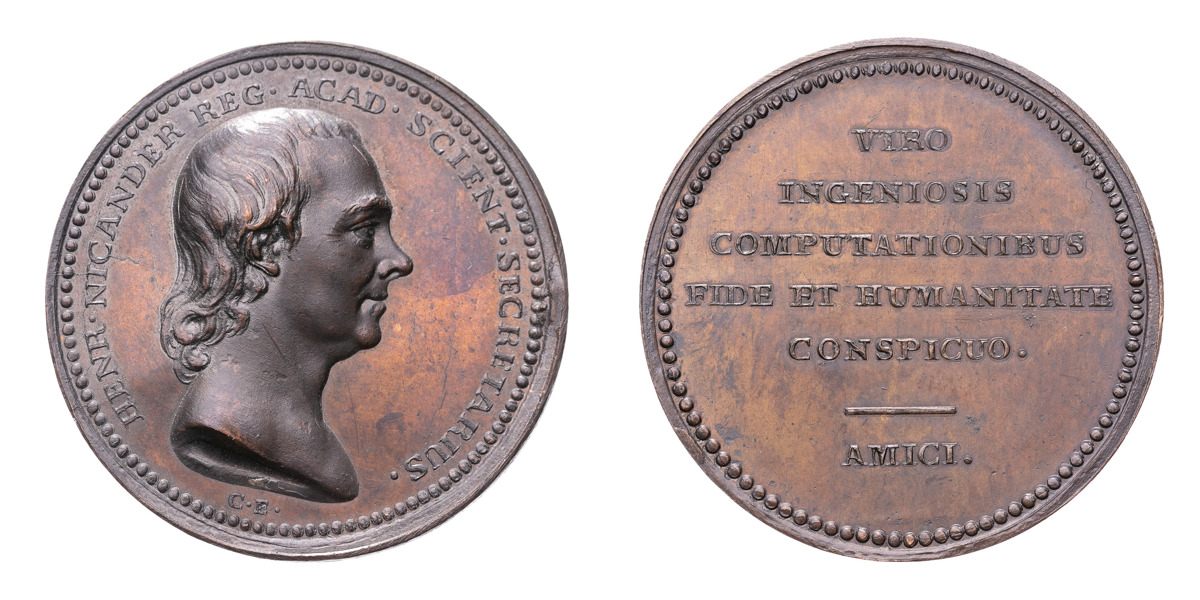 HENR · NICANDER REG · ACAD · SCIENT · SECRETARIUS ·
C · E ·
VIRO
INGENIOSIS
COMPUTATIONIBUS
FIDE ET HUMANITATE
CONSPICUO .
AMICI .